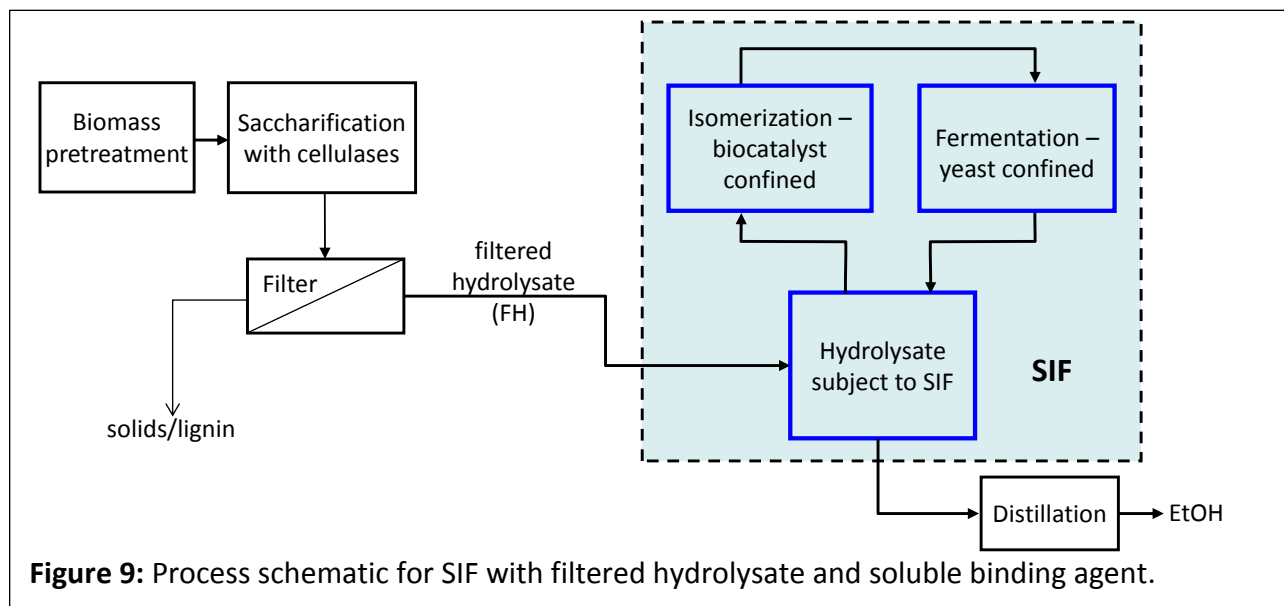 Biomass
pretreatment
Saccharification
with cellulases
Isomerization –
biocatalyst
confined
Fermentation –
yeast confined
Filter
filtered
hydrolysate
(FH)
Hydrolysate
subject to SIF
SIF
solids/lignin
Distillation
EtOH
Figure 9: Process schematic for SIF with filtered hydrolysate and soluble binding agent.